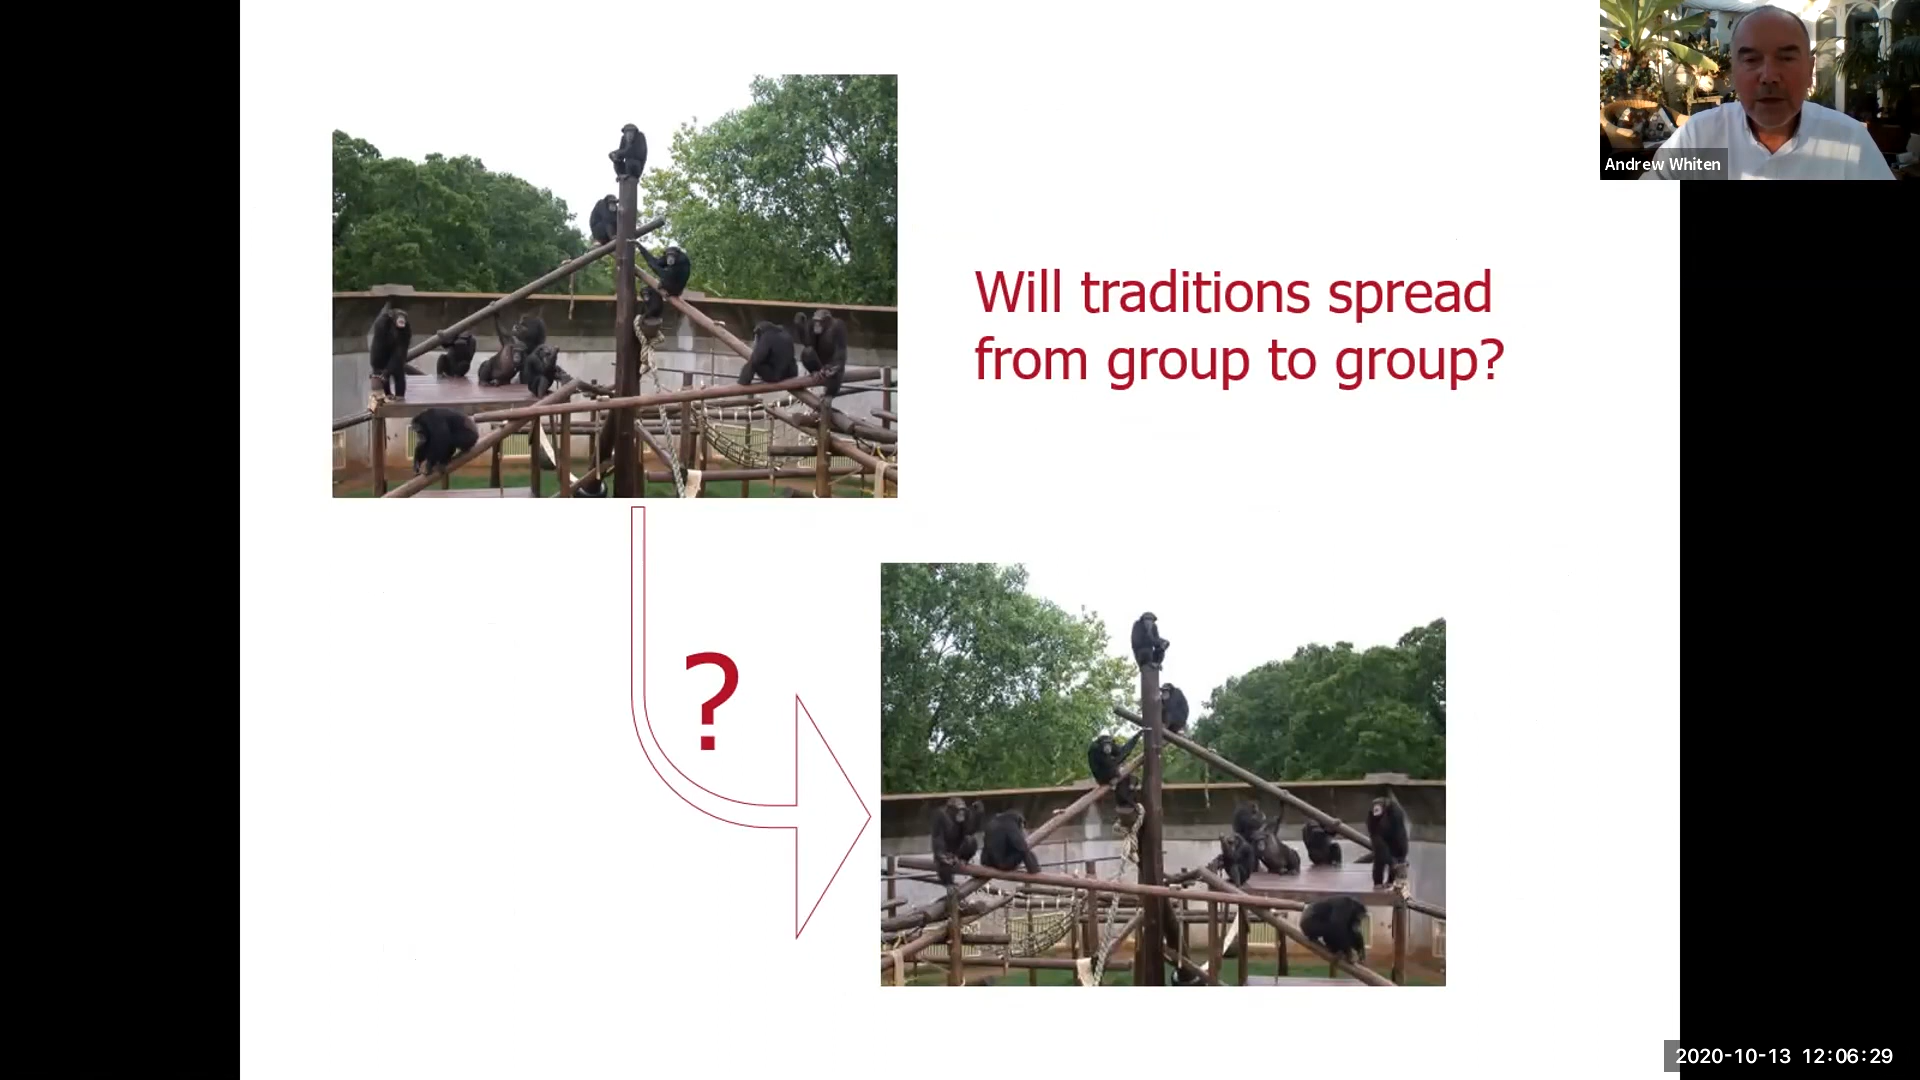 Andrew Whiten
Will traditions spread
from group to group?
?
2020-10-13 12:06:29